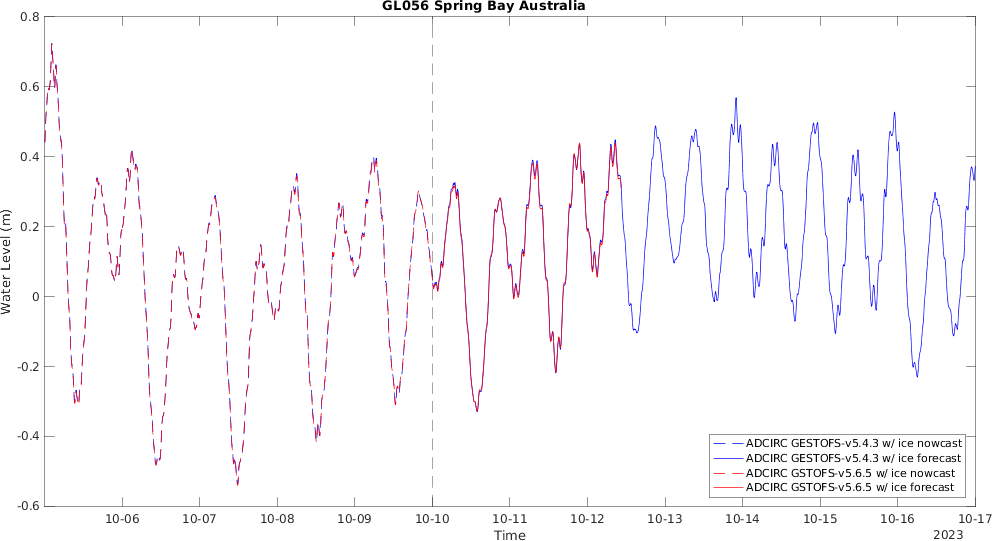 GL056 Spring Bay Australia
0.8
0.6
0.4
0.2
0
-0.2
-0.4
-0.6
Water Level (m)
ADCIRC GESTOFS-v5.4.3 w/ ice nowcast
ADCIRC GESTOFS-v5.4.3 w/ ice forecast
ADCIRC GSTOFS-v5.6.5 w/ ice nowcast
ADCIRC GSTOFS-v5.6.5 w/ ice forecast
10-06 10-07 10-08 10-09 10-10 10-11 10-12 10-13 10-14 10-15 10-16 10-17
Time
2023